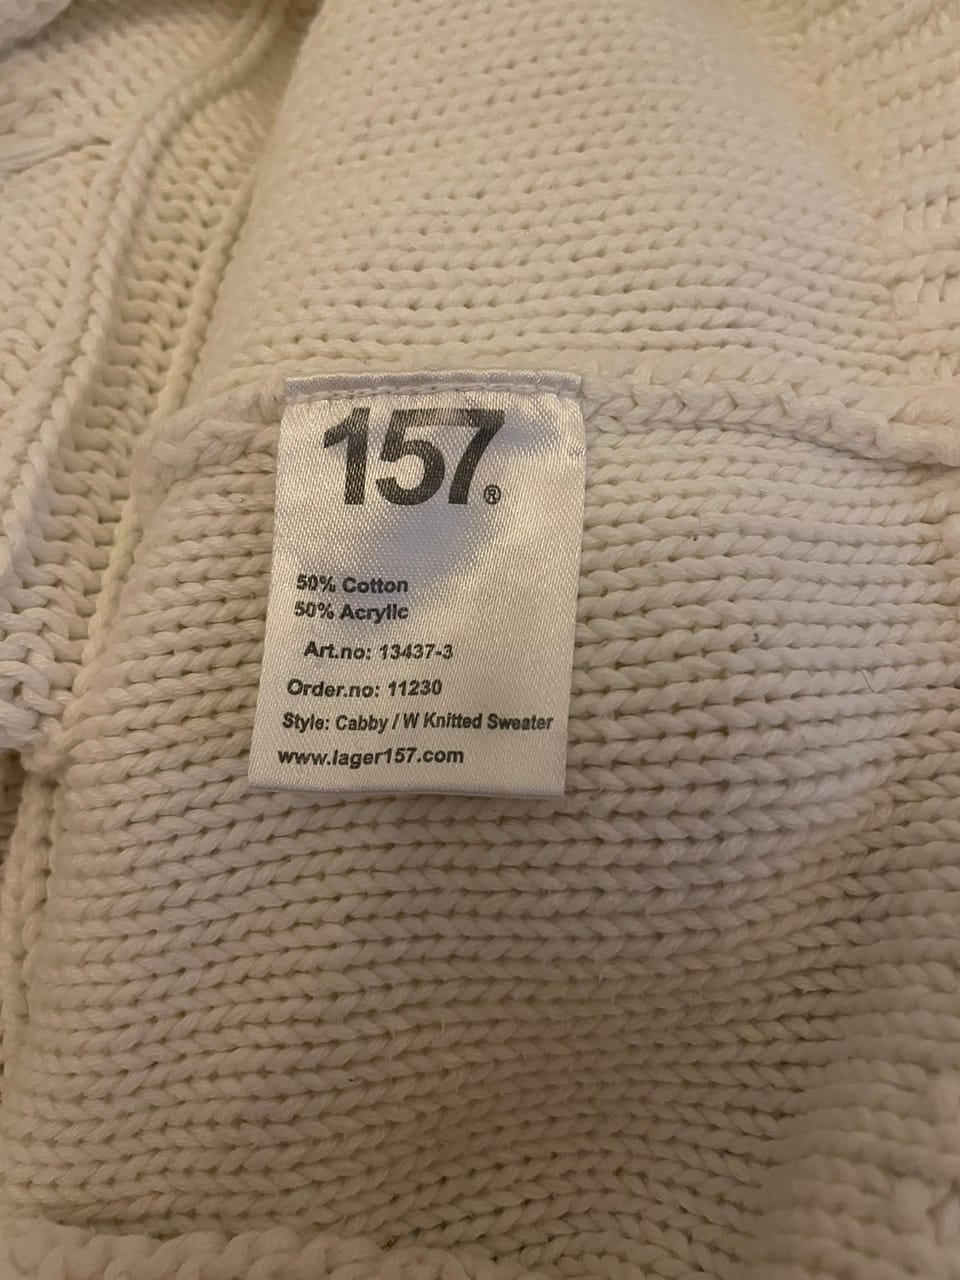 157®
50% Cotton
50% Acrylic
Art.no: 13437-3
Order.no: 11230
Style: Cabby / W Knitted Sweater
www.lager157.com